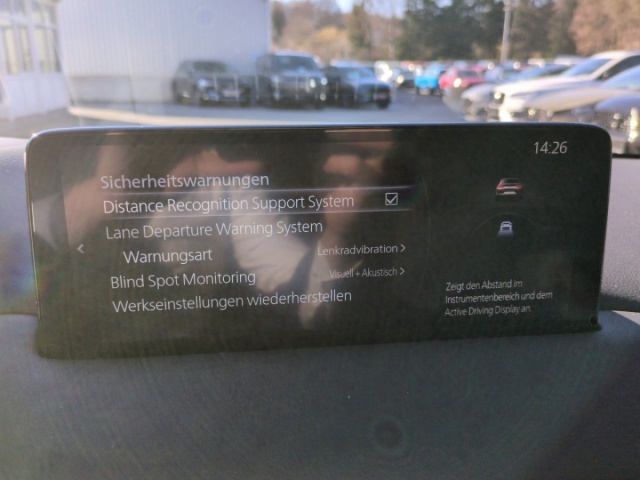 14:26
Sicherheitswarnungen
Distance Recognition Support System
Lane Departure Warning System
Warnungsart Lenkradvibration
Blind Spot Monitoring Visuell + Akustisch
Werkseinstellungen wiederherstellen
Zeigt den Abstand im
Instrumentenbereich und dem
Active Driving Display an.